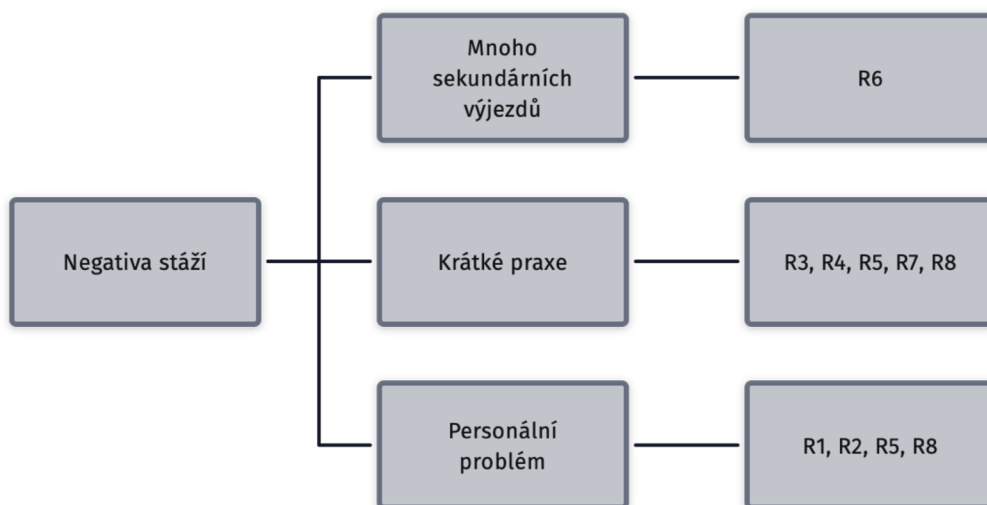 Mnoho
sekundárních
výjezdů
R6
Negativa stáží
Krátké praxe
R3, R4, R5, R7, R8
Personální
problém
R1, R2, R5, R8